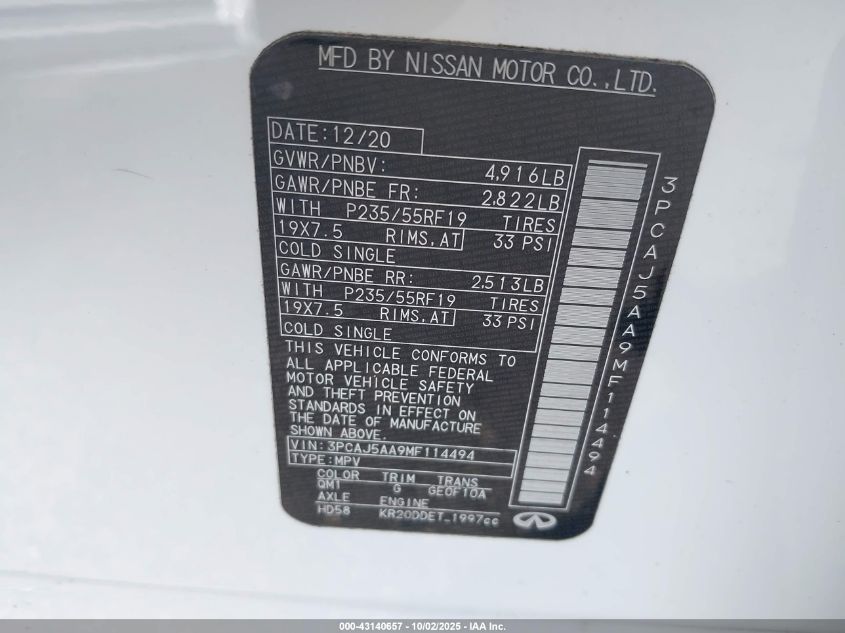 MFD BY NISSAN MOTOR CO.,LTD.
DATE:12/20
GVWR/PNBV: 4,916LB
GAWR/PNBE FR: 2,822LB
WITH P235/55RF19 TIRES
19X7.5 RIMS,AT 33 PSI
COLD SINGLE
GAWR/PNBE RR: 2,513LB
WITH P235/55RF19 TIRES
19X7.5 RIMS,AT 33 PSI
COLD SINGLE
THIS VEHICLE CONFORMS TO
ALL APPLICABLE FEDERAL
MOTOR VEHICLE SAFETY
AND THEFT PREVENTION
STANDARDS IN EFFECT ON
THE DATE OF MANUFACTURE
SHOWN ABOVE.
VIN:3PCAJ5AA9MF114494
TYPE:MPV
COLOR TRIM TRANS
QM1 G GE0F10A
AXLE ENGINE
HD58 KR20DDET_1997cc
3PCAJ5AA9MF114494
000-43140657 - 10/02/2025 - IAA Inc.